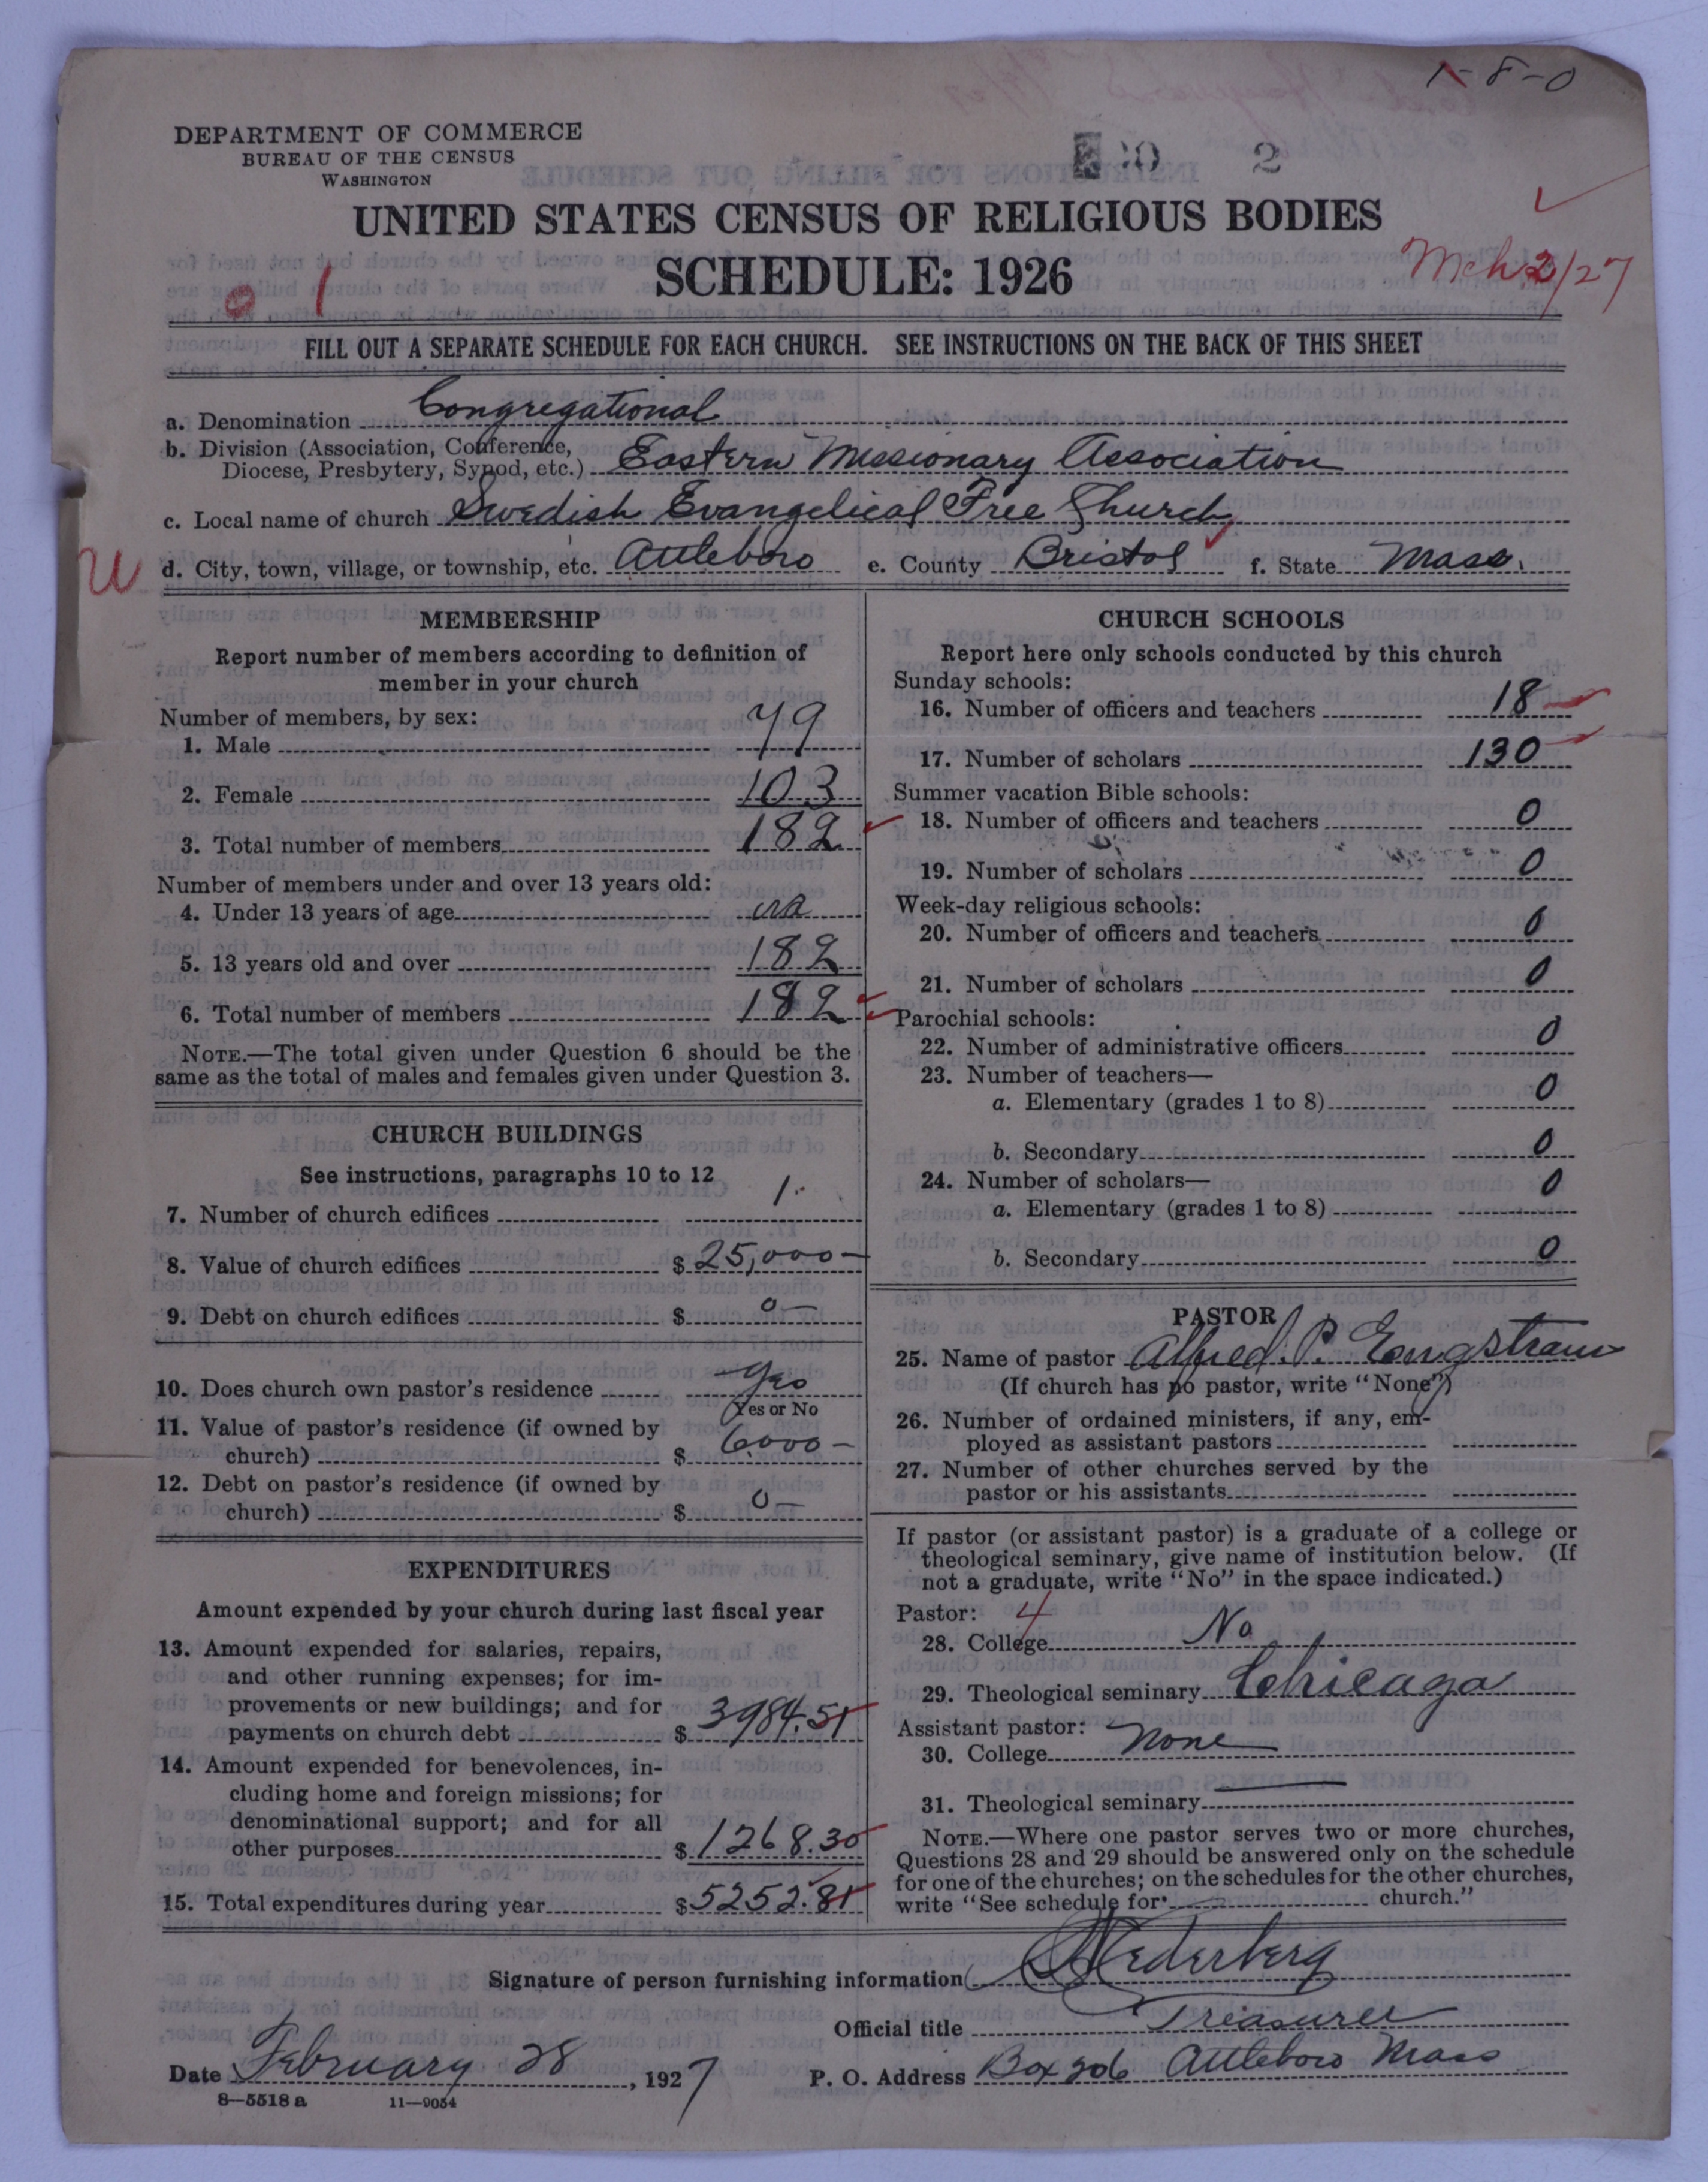 1-8-0
DEPARTMENT OF COMMERCE
BUREAU OF THE CENSUS
WASHINGTON
2
UNITED STATES CENSUS OF RELIGIOUS BODIES
SCHEDULE: 1926
Mch 2/27
0 1
FILL OUT A SEPARATE SCHEDULE FOR EACH CHURCH. SEE INSTRUCTIONS ON THE BACK OF THIS SHEET
a. Denomination Congregational
b. Division (Association, Conference,
Diocese, Presbytery, Synod, etc.) Eastern Missionary Association
c. Local name of church Swedish Evangelical Free Church
d. City, town, village, or township, etc. Attleboro e. County Bristol f. State Mass.
MEMBERSHIP
Report number of members according to definition of
member in your church
Number of members, by sex:
1. Male 79
2. Female 103
3. Total number of members 182
Number of members under and over 13 years old:
4. Under 13 years of age
5. 13 years old and over 182
6. Total number of members 182
NOTE.—The total given under Question 6 should be the
same as the total of males and females given under Question 3.
CHURCH BUILDINGS
See instructions, paragraphs 10 to 12
7. Number of church edifices 1
8. Value of church edifices $ 25,000—
9. Debt on church edifices $ 0—
10. Does church own pastor's residence Yes
Yes or No
11. Value of pastor's residence (if owned by
church) $ 6000—
12. Debt on pastor's residence (if owned by
church) $ 0—
EXPENDITURES
Amount expended by your church during last fiscal year
13. Amount expended for salaries, repairs,
and other running expenses; for im-
provements or new buildings; and for
payments on church debt $ 3984.51
14. Amount expended for benevolences, in-
cluding home and foreign missions; for
denominational support; and for all
other purposes $ 1268.30
15. Total expenditures during year $ 5252.81
CHURCH SCHOOLS
Report here only schools conducted by this church
Sunday schools:
16. Number of officers and teachers 18
17. Number of scholars 130
Summer vacation Bible schools:
18. Number of officers and teachers 0
19. Number of scholars 0
Week-day religious schools:
20. Number of officers and teachers 0
21. Number of scholars 0
Parochial schools:
22. Number of administrative officers 0
23. Number of teachers—
a. Elementary (grades 1 to 8) 0
b. Secondary 0
24. Number of scholars— 0
a. Elementary (grades 1 to 8)
b. Secondary 0
PASTOR
25. Name of pastor Alfred. P. Engstrom
(If church has no pastor, write "None")
26. Number of ordained ministers, if any, em-
ployed as assistant pastors
27. Number of other churches served by the
pastor or his assistants
If pastor (or assistant pastor) is a graduate of a college or
theological seminary, give name of institution below. (If
not a graduate, write "No" in the space indicated.)
Pastor: 4
28. College No
29. Theological seminary Chicago
Assistant pastor:
30. College None
31. Theological seminary
NOTE.—Where one pastor serves two or more churches,
Questions 28 and 29 should be answered only on the schedule
for one of the churches; on the schedules for the other churches,
write "See schedule for church."
Signature of person furnishing information Cederberg
Official title Treasurer
Date February 28, 1927 P. O. Address Box 206 Attleboro Mass
8—5518 a 11—9054